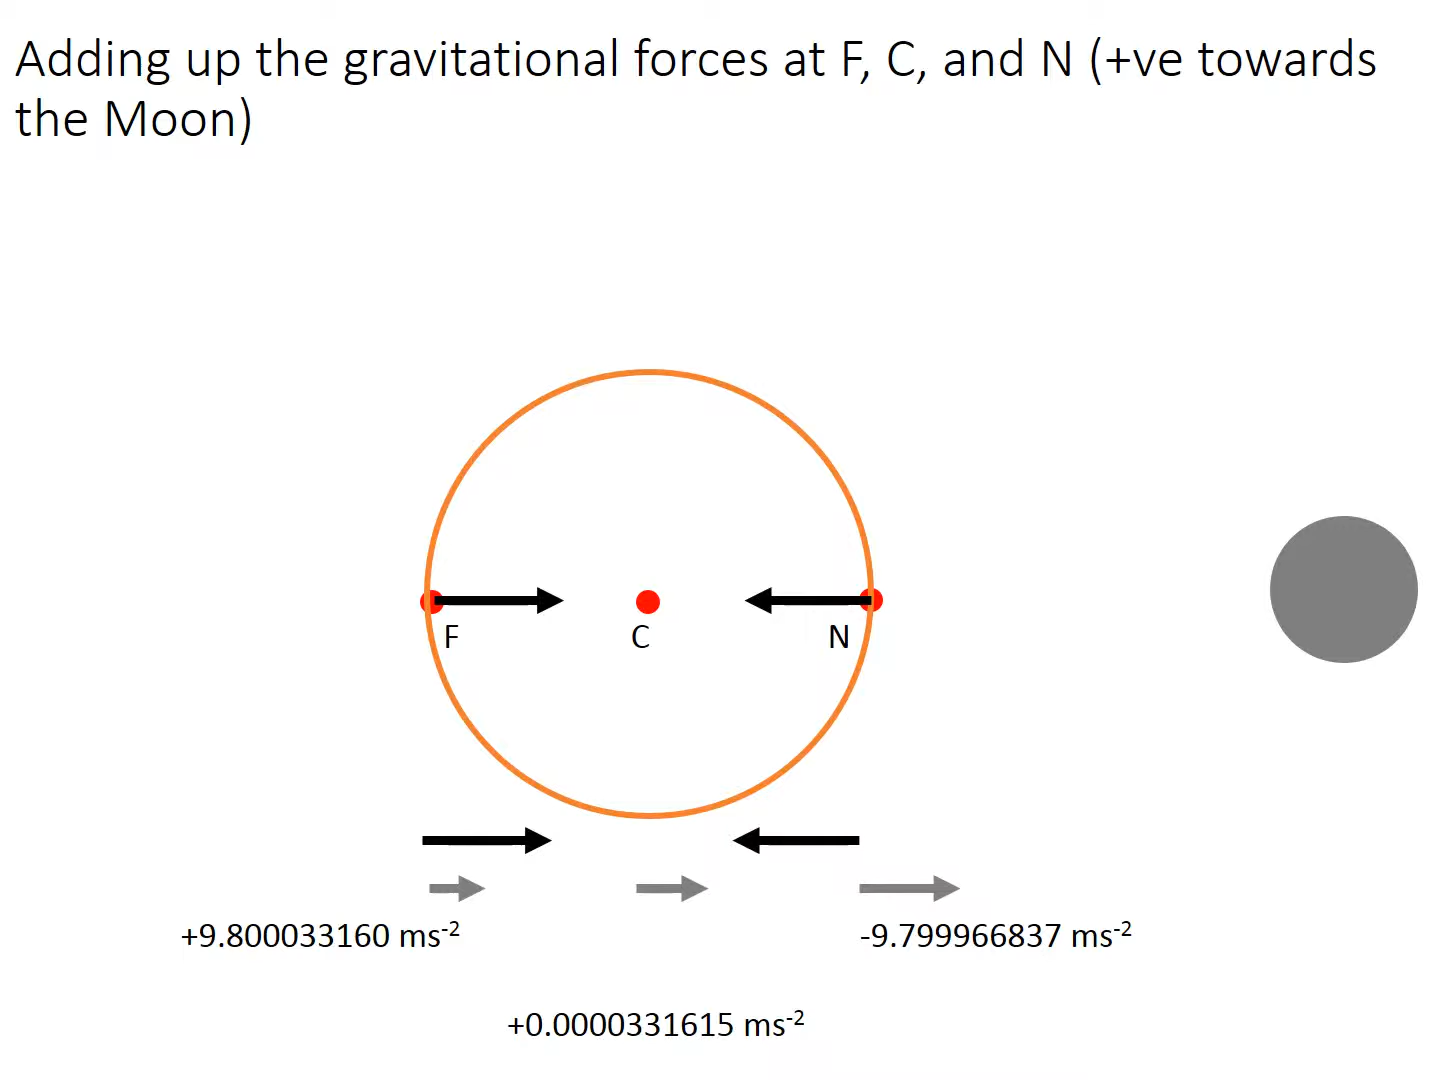 Adding up the gravitational forces at F, C, and N (+ve towards
the Moon)
F
C
N
+9.800033160 ms⁻²
-9.799966837 ms⁻²
+0.0000331615 ms⁻²